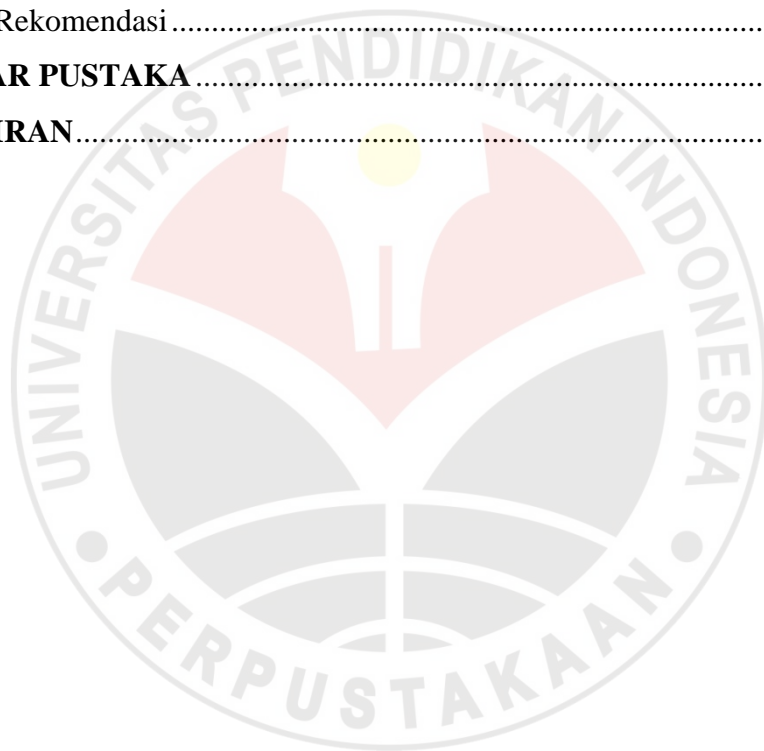 Rekomendasi........................................................................
AR PUSTAKA.....................................................................
IRAN...................................................................................
UNIVERSITAS PENDIDIKAN INDONESIA
PERPUSTAKAAN